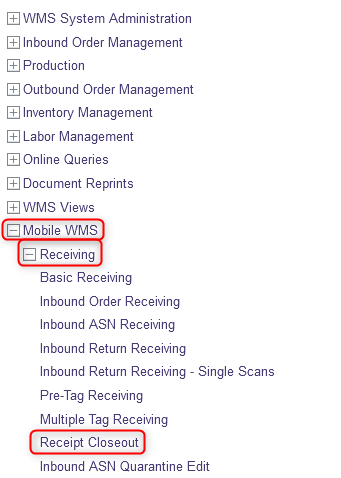 WMS System Administration
Inbound Order Management
Production
Outbound Order Management
Inventory Management
Labor Management
Online Queries
Document Reprints
WMS Views
Mobile WMS
Receiving
Basic Receiving
Inbound Order Receiving
Inbound ASN Receiving
Inbound Return Receiving
Inbound Return Receiving - Single Scans
Pre-Tag Receiving
Multiple Tag Receiving
Receipt Closeout
Inbound ASN Quarantine Edit